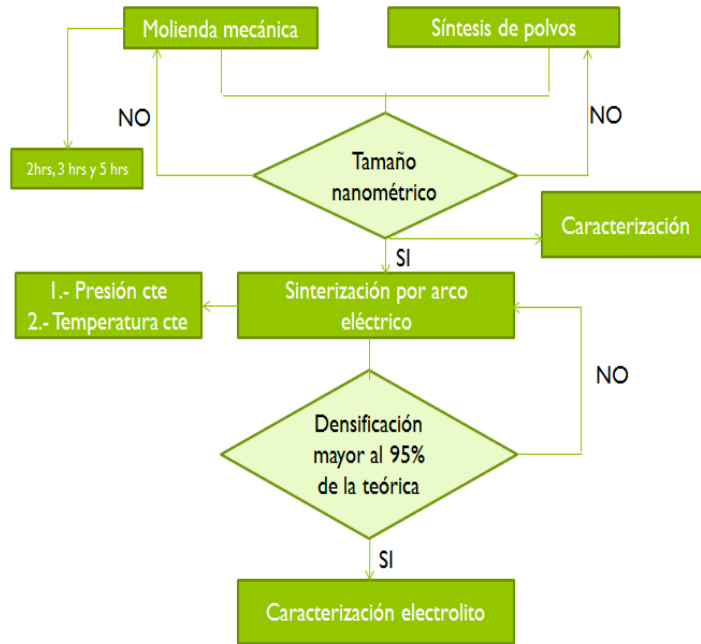 Molienda mecánica
Síntesis de polvos
NO
NO
2hrs, 3 hrs y 5 hrs
Tamaño
nanométrico
Caracterización
SI
1.- Presión cte
2.- Temperatura cte
Sinterización por arco
eléctrico
NO
Densificación
mayor al 95%
de la teórica
SI
Caracterización electrolito